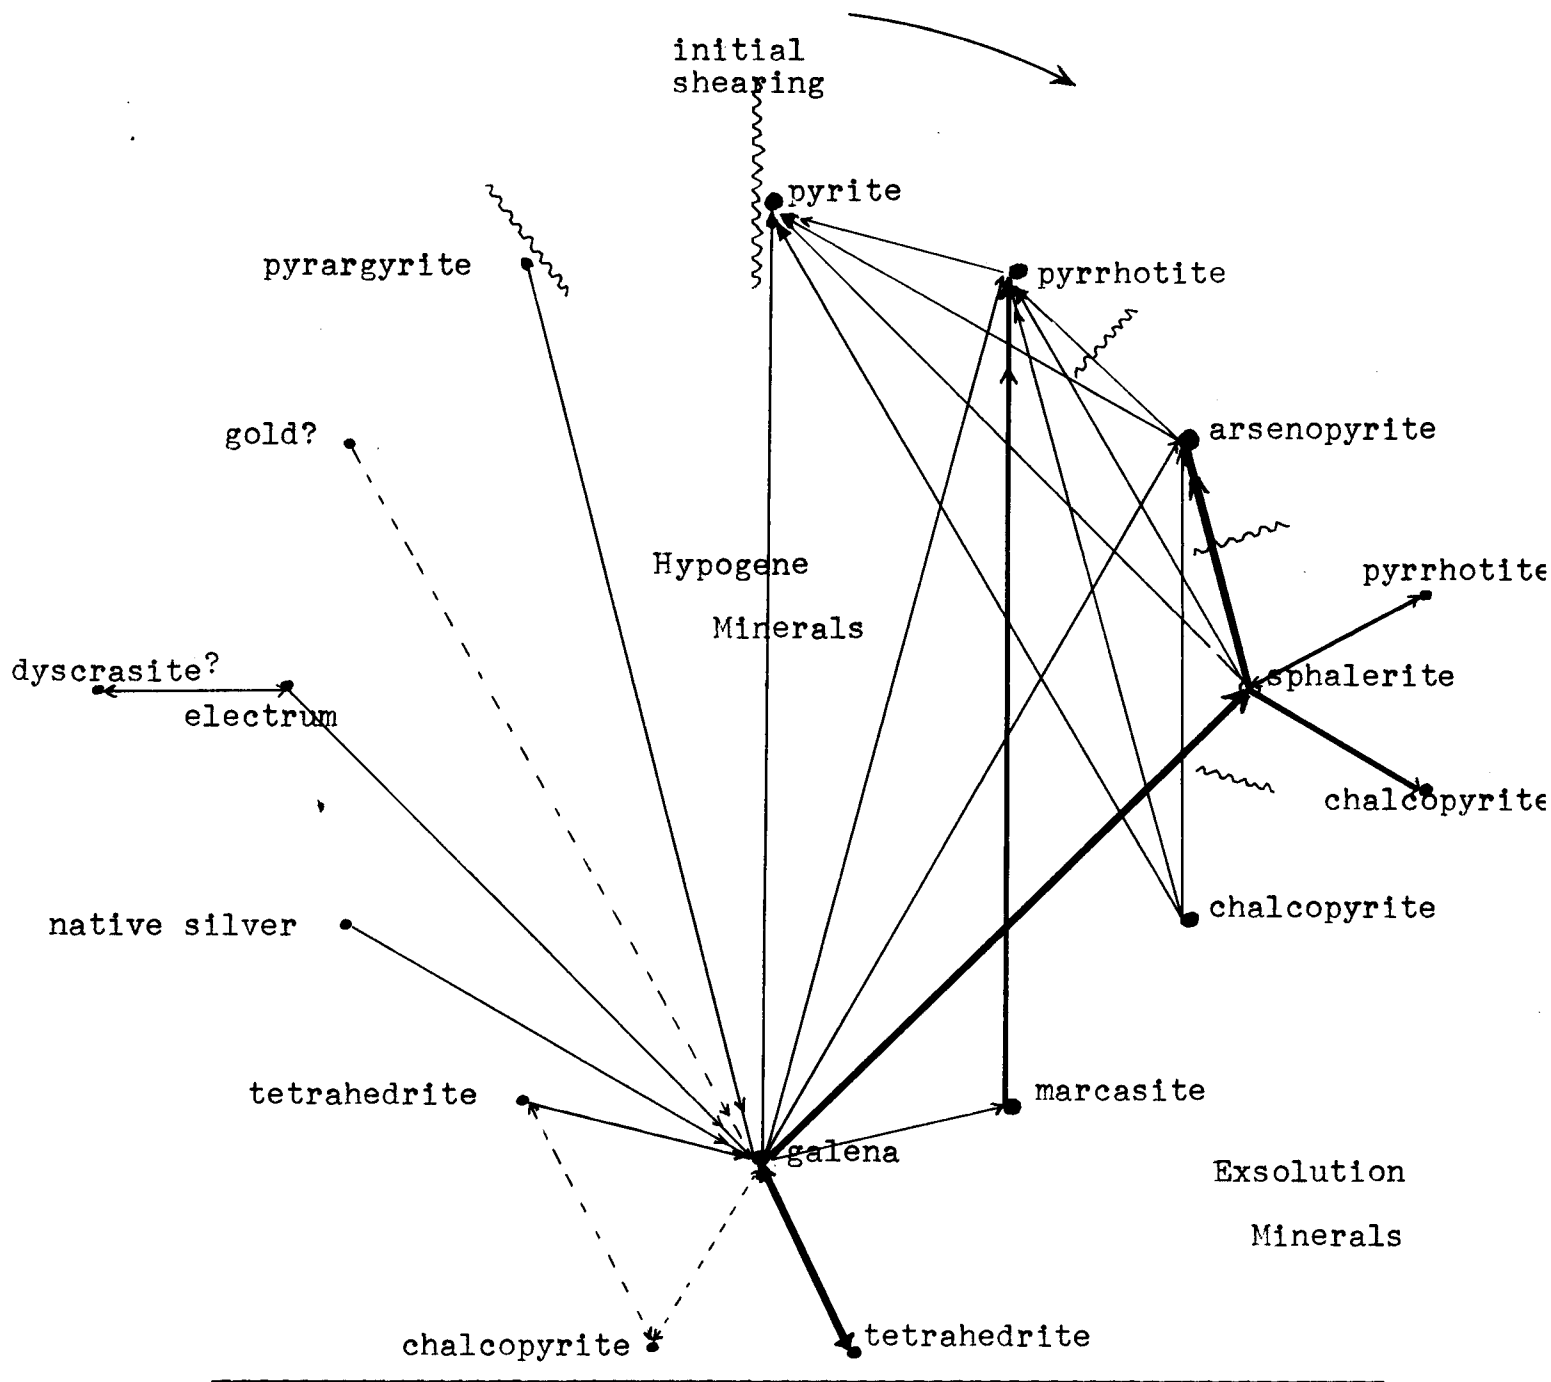 initial
shearing
pyrite
pyrargyrite
pyrrhotite
gold?
arsenopyrite
Hypogene
Minerals
pyrrhotite
dyscrasite?
electrum
sphalerite
chalcopyrite
native silver
chalcopyrite
tetrahedrite
marcasite
galena
Exsolution
Minerals
chalcopyrite
tetrahedrite